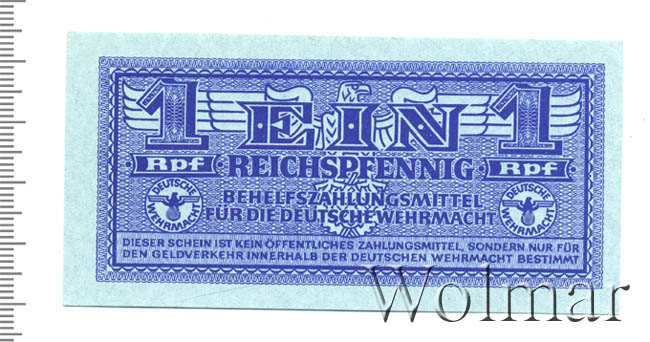 1 EIN 1
Rpf REICHSPFENNIG Rpf
BEHELFSZAHLUNGSMITTEL
FÜR DIE DEUTSCHE WEHRMACHT
DEUTSCHE WEHRMACHT
DEUTSCHE WEHRMACHT
DIESER SCHEIN IST KEIN ÖFFENTLICHES ZAHLUNGSMITTEL, SONDERN NUR FÜR
DEN GELDVERKEHR INNERHALB DER DEUTSCHEN WEHRMACHT BESTIMMT
Wolmar